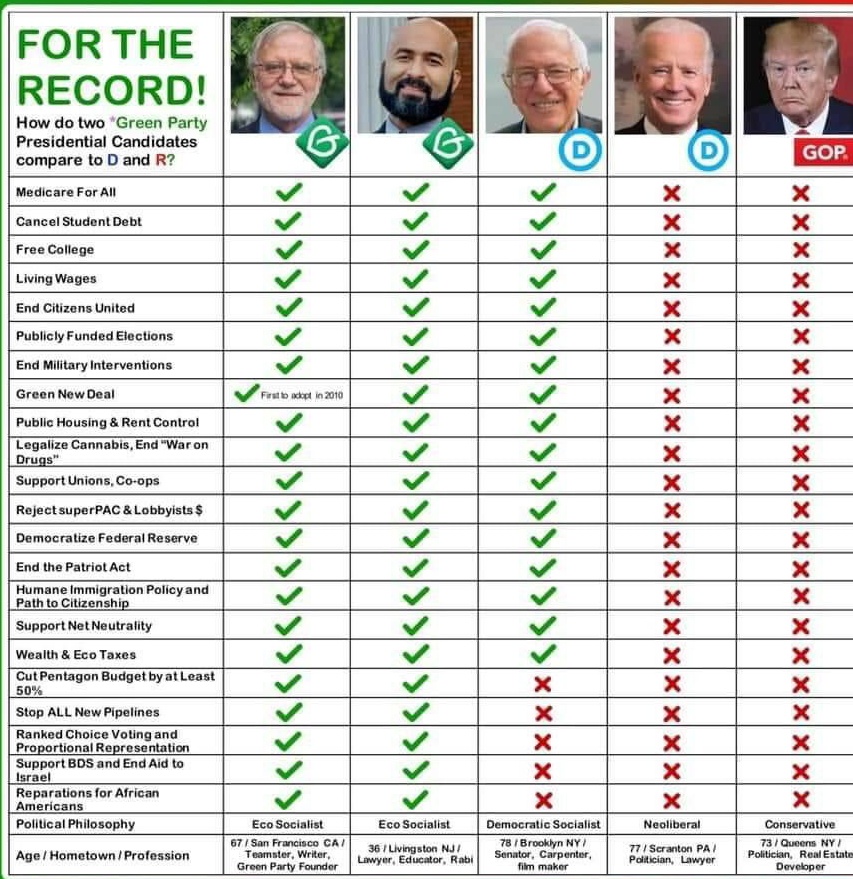 FOR THE
RECORD!
How do two *Green Party
Presidential Candidates
compare to D and R?
D
D
GOP.
Medicare For All
Cancel Student Debt
Free College
Living Wages
End Citizens United
Publicly Funded Elections
End Military Interventions
Green New Deal
First to adopt in 2010
Public Housing & Rent Control
Legalize Cannabis, End "War on
Drugs"
Support Unions, Co-ops
Reject superPAC & Lobbyists $
Democratize Federal Reserve
End the Patriot Act
Humane Immigration Policy and
Path to Citizenship
Support Net Neutrality
Wealth & Eco Taxes
Cut Pentagon Budget by at Least
50%
Stop ALL New Pipelines
Ranked Choice Voting and
Proportional Representation
Support BDS and End Aid to
Israel
Reparations for African
Americans
Political Philosophy
Eco Socialist
Eco Socialist
Democratic Socialist
Neoliberal
Conservative
Age / Hometown / Profession
67 / San Francisco CA /
Teamster, Writer,
Green Party Founder
36 / Livingston NJ /
Lawyer, Educator, Rabi
78 / Brooklyn NY /
Senator, Carpenter,
film maker
77 / Scranton PA /
Politician, Lawyer
73 / Queens NY /
Politician, Real Estate
Developer